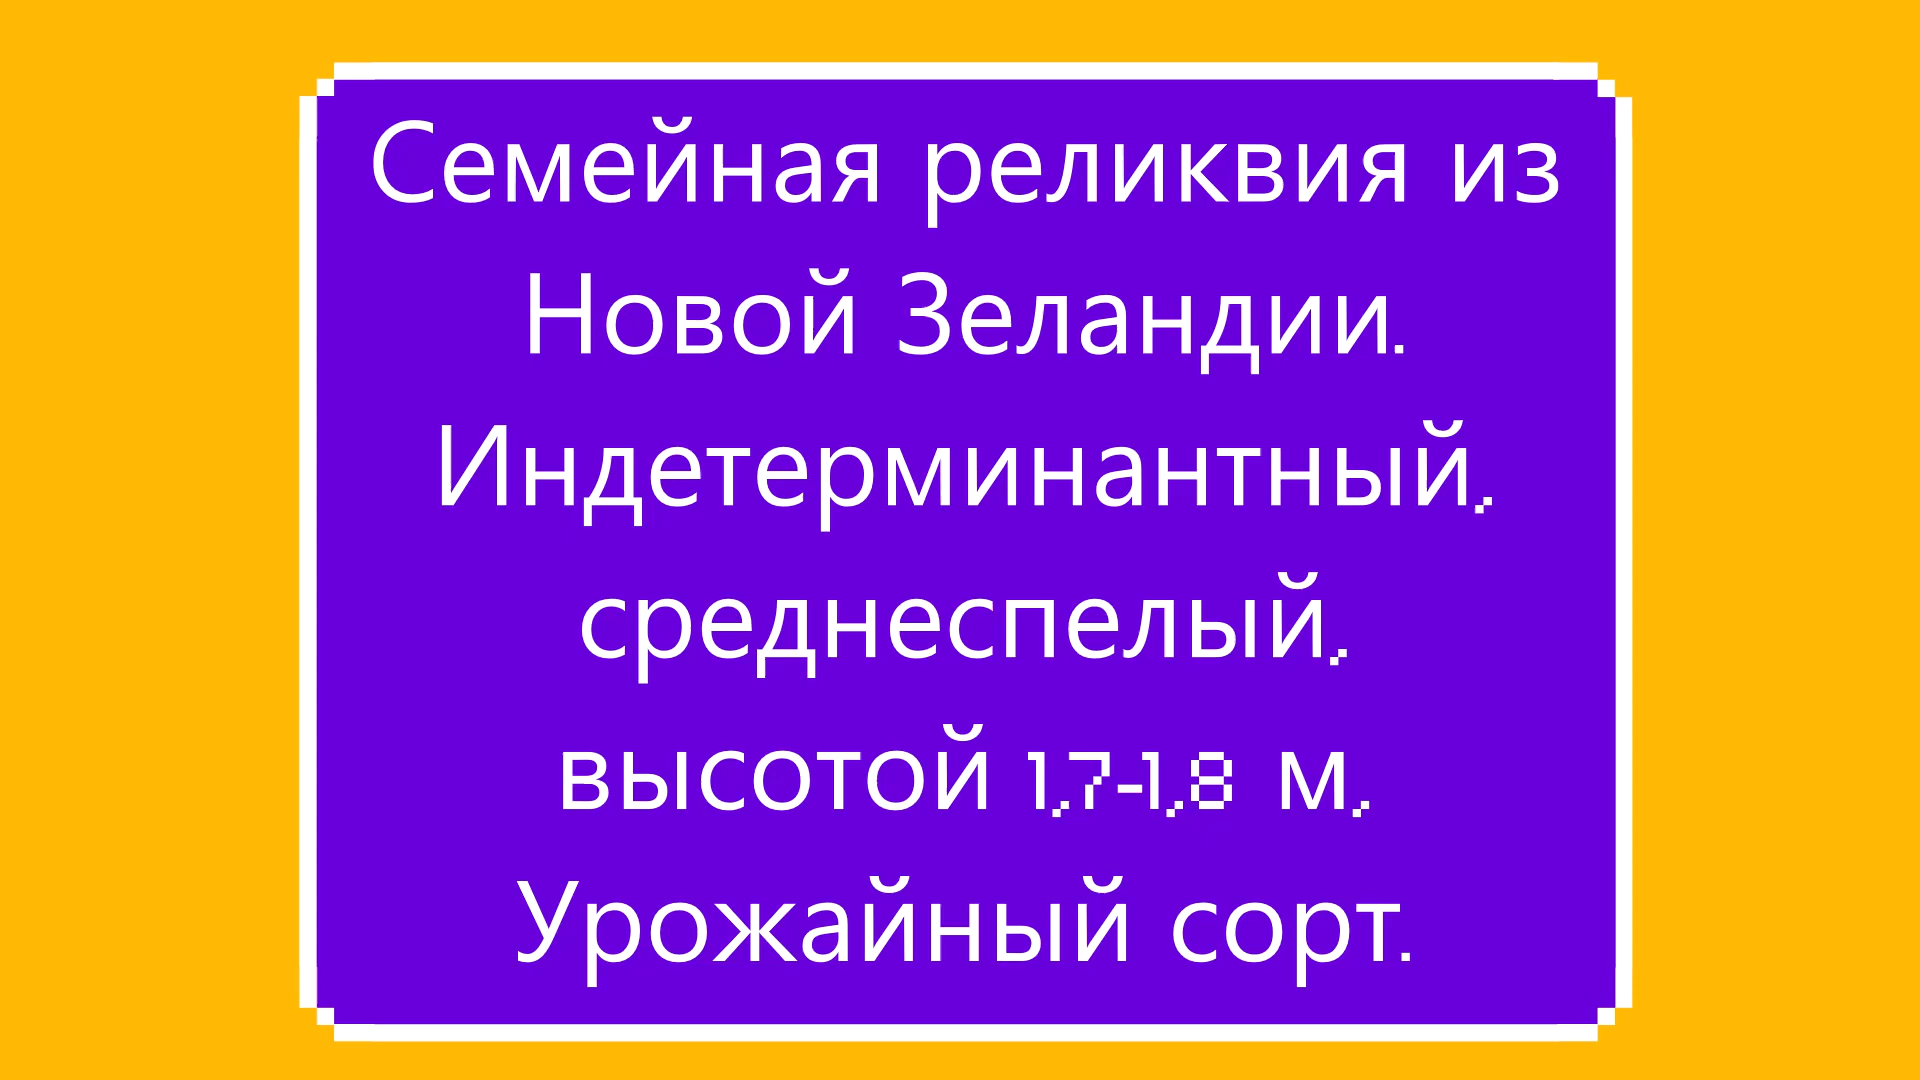 Семейная реликвия из
Новой Зеландии.
Индетерминантный,
среднеспелый,
высотой 1,7-1,8 м,
Урожайный сорт.